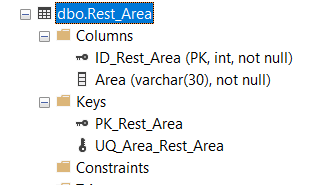 dbo.Rest_Area
Columns
ID_Rest_Area (PK, int, not null)
Area (varchar(30), not null)
Keys
PK_Rest_Area
UQ_Area_Rest_Area
Constraints